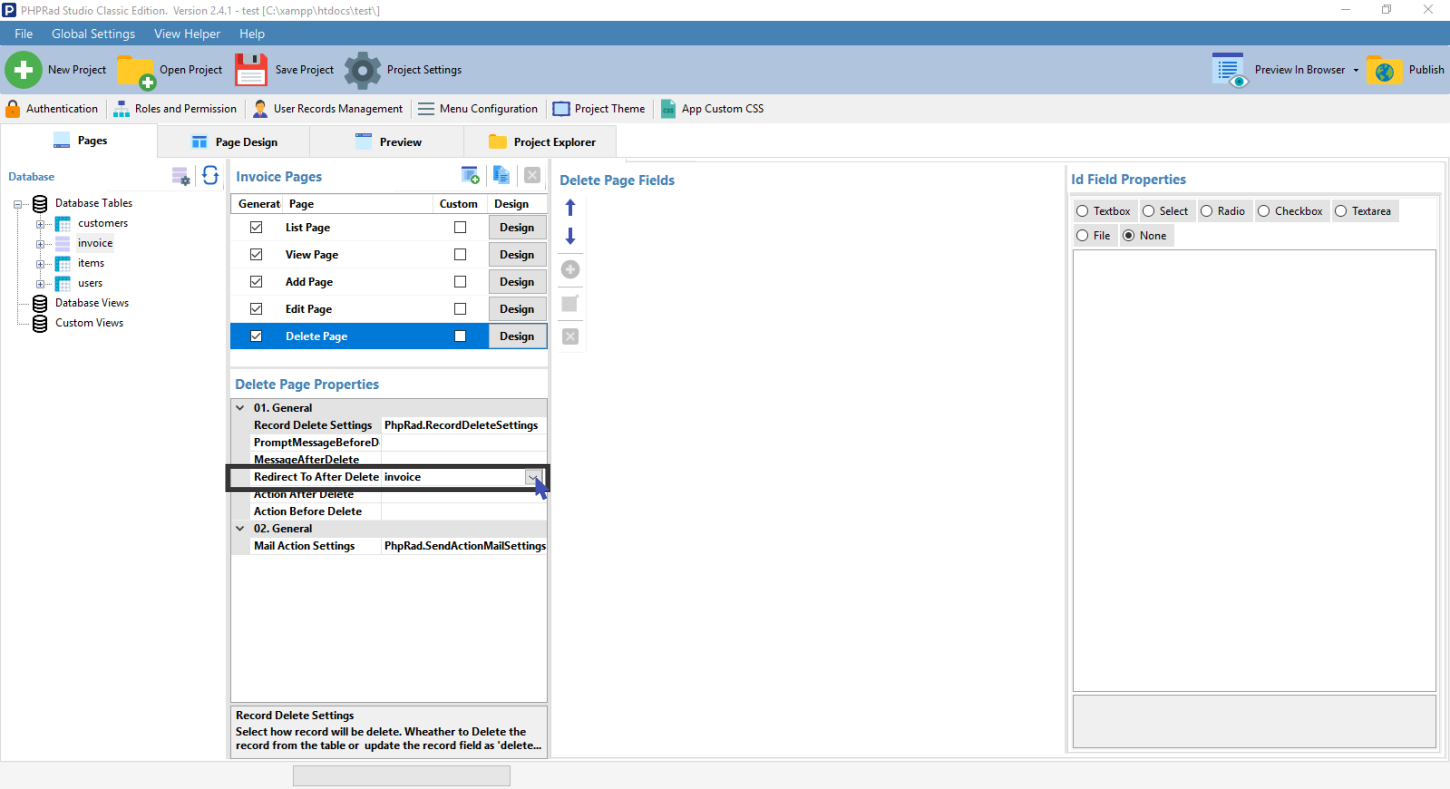 PHPRad Studio Classic Edition. Version 2.4.1 - test [C:\xampp\htdocs\test\]
File Global Settings View Helper Help
New Project Open Project Save Project Project Settings Preview In Browser Publish
Authentication Roles and Permission User Records Management Menu Configuration Project Theme App Custom CSS
Pages Page Design Preview Project Explorer
Database
Database Tables
customers
invoice
items
users
Database Views
Custom Views
Invoice Pages
Generat Page Custom Design
List Page Design
View Page Design
Add Page Design
Edit Page Design
Delete Page Design
Delete Page Properties
01. General
Record Delete Settings PhpRad.RecordDeleteSettings
PromptMessageBeforeD
MessageAfterDelete
Redirect To After Delete invoice
Action After Delete
Action Before Delete
02. General
Mail Action Settings PhpRad.SendActionMailSettings
Record Delete Settings
Select how record will be delete. Wheather to Delete the
record from the table or update the record field as 'delete...
Delete Page Fields
Id Field Properties
Textbox Select Radio Checkbox Textarea
File None